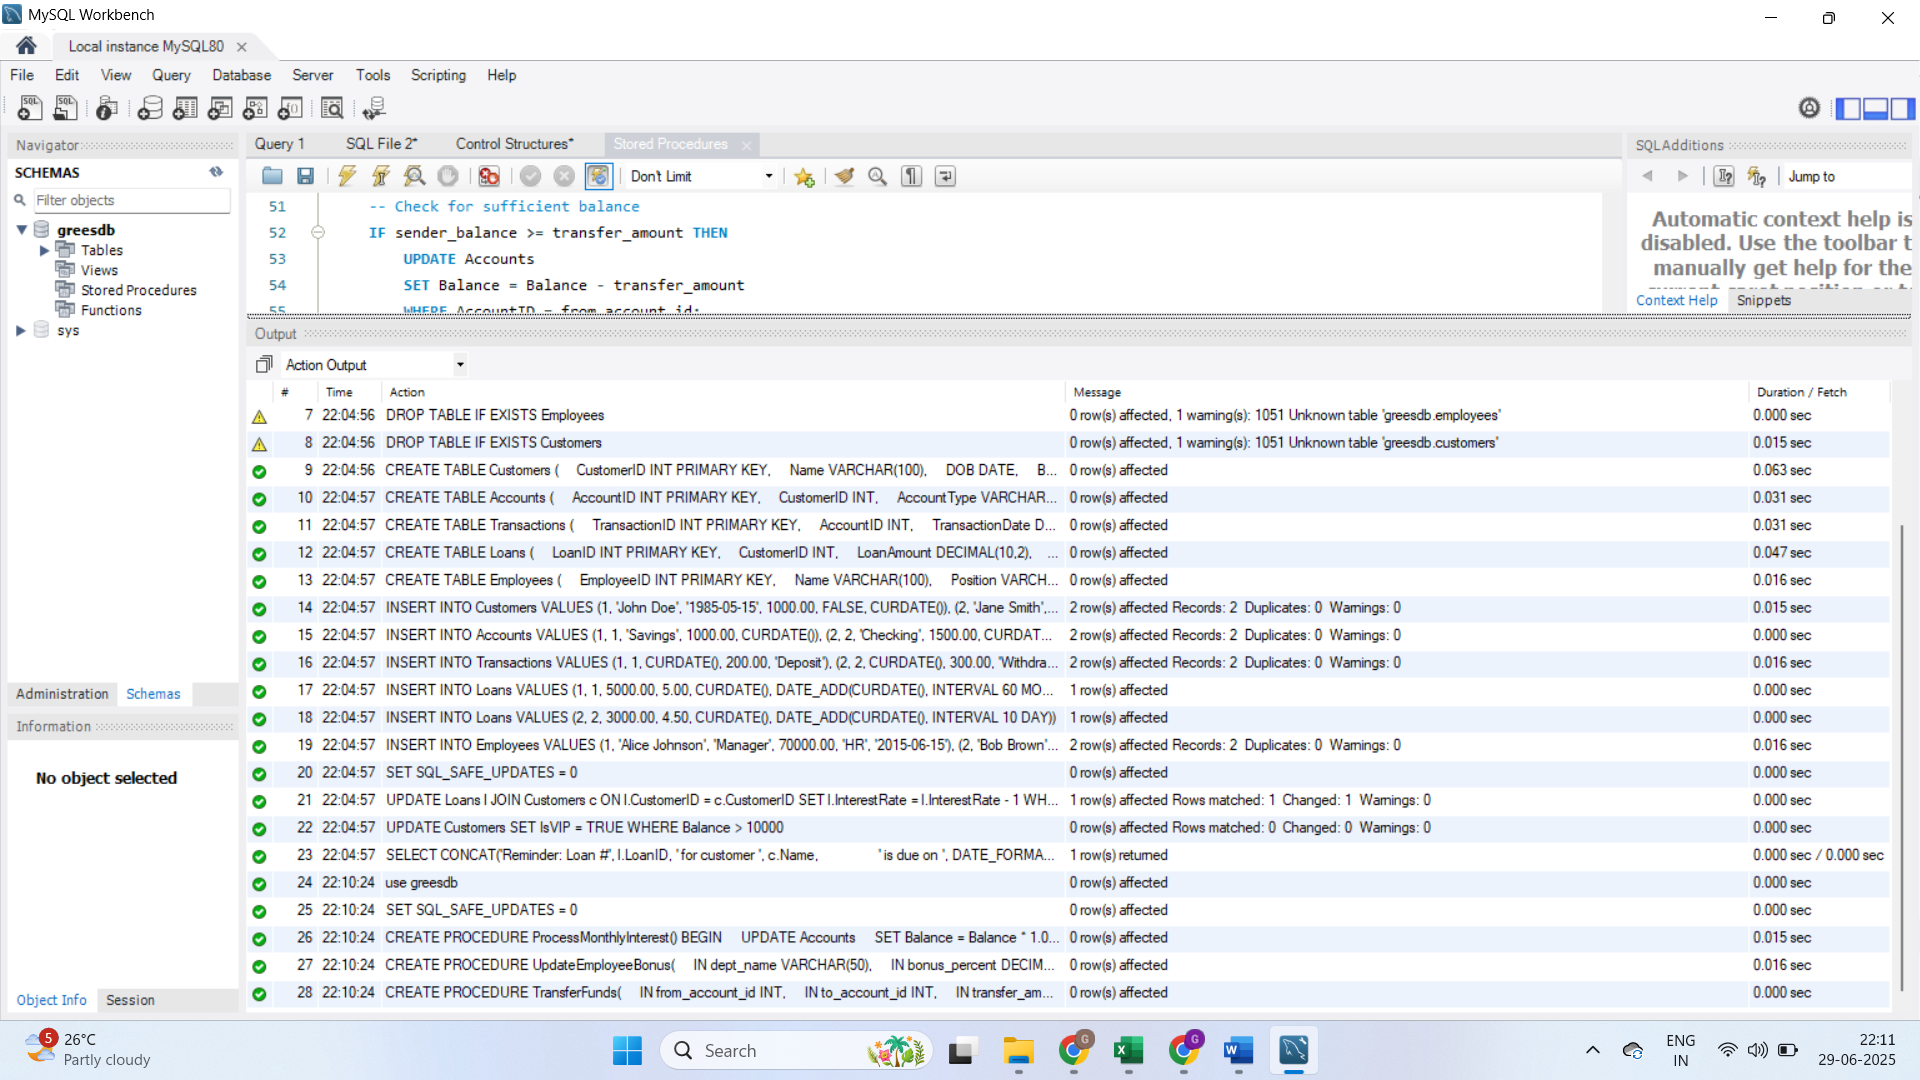 MySQL Workbench
Local instance MySQL80
File Edit View Query Database Server Tools Scripting Help
Navigator
SCHEMAS
Filter objects
greesdb
Tables
Views
Stored Procedures
Functions
sys
Administration Schemas
Information
No object selected
Object Info Session
Query 1 SQL File 2* Control Structures* Stored Procedures
Don't Limit
51 -- Check for sufficient balance
52 IF sender_balance >= transfer_amount THEN
53 UPDATE Accounts
54 SET Balance = Balance - transfer_amount
55 WHERE AccountID = from_account_id;
SQLAdditions
Jump to
Automatic context help is
disabled. Use the toolbar t
manually get help for the
Context Help Snippets
Output
Action Output
# Time Action Message Duration / Fetch
7 22:04:56 DROP TABLE IF EXISTS Employees 0 row(s) affected, 1 warning(s): 1051 Unknown table 'greesdb.employees' 0.000 sec
8 22:04:56 DROP TABLE IF EXISTS Customers 0 row(s) affected, 1 warning(s): 1051 Unknown table 'greesdb.customers' 0.015 sec
9 22:04:56 CREATE TABLE Customers ( CustomerID INT PRIMARY KEY, Name VARCHAR(100), DOB DATE, B... 0 row(s) affected 0.063 sec
10 22:04:57 CREATE TABLE Accounts ( AccountID INT PRIMARY KEY, CustomerID INT, AccountType VARCHAR... 0 row(s) affected 0.031 sec
11 22:04:57 CREATE TABLE Transactions ( TransactionID INT PRIMARY KEY, AccountID INT, TransactionDate D... 0 row(s) affected 0.031 sec
12 22:04:57 CREATE TABLE Loans ( LoanID INT PRIMARY KEY, CustomerID INT, LoanAmount DECIMAL(10,2), ... 0 row(s) affected 0.047 sec
13 22:04:57 CREATE TABLE Employees ( EmployeeID INT PRIMARY KEY, Name VARCHAR(100), Position VARCH... 0 row(s) affected 0.016 sec
14 22:04:57 INSERT INTO Customers VALUES (1, 'John Doe', '1985-05-15', 1000.00, FALSE, CURDATE()), (2, 'Jane Smith',... 2 row(s) affected Records: 2 Duplicates: 0 Warnings: 0 0.015 sec
15 22:04:57 INSERT INTO Accounts VALUES (1, 1, 'Savings', 1000.00, CURDATE()), (2, 2, 'Checking', 1500.00, CURDAT... 2 row(s) affected Records: 2 Duplicates: 0 Warnings: 0 0.000 sec
16 22:04:57 INSERT INTO Transactions VALUES (1, 1, CURDATE(), 200.00, 'Deposit'), (2, 2, CURDATE(), 300.00, 'Withdra... 2 row(s) affected Records: 2 Duplicates: 0 Warnings: 0 0.016 sec
17 22:04:57 INSERT INTO Loans VALUES (1, 1, 5000.00, 5.00, CURDATE(), DATE_ADD(CURDATE(), INTERVAL 60 MO... 1 row(s) affected 0.000 sec
18 22:04:57 INSERT INTO Loans VALUES (2, 2, 3000.00, 4.50, CURDATE(), DATE_ADD(CURDATE(), INTERVAL 10 DAY)) 1 row(s) affected 0.000 sec
19 22:04:57 INSERT INTO Employees VALUES (1, 'Alice Johnson', 'Manager', 70000.00, 'HR', '2015-06-15'), (2, 'Bob Brown'... 2 row(s) affected Records: 2 Duplicates: 0 Warnings: 0 0.016 sec
20 22:04:57 SET SQL_SAFE_UPDATES = 0 0 row(s) affected 0.000 sec
21 22:04:57 UPDATE Loans l JOIN Customers c ON l.CustomerID = c.CustomerID SET l.InterestRate = l.InterestRate - 1 WH... 1 row(s) affected Rows matched: 1 Changed: 1 Warnings: 0 0.000 sec
22 22:04:57 UPDATE Customers SET IsVIP = TRUE WHERE Balance > 10000 0 row(s) affected Rows matched: 0 Changed: 0 Warnings: 0 0.000 sec
23 22:04:57 SELECT CONCAT('Reminder: Loan #', l.LoanID, ' for customer ', c.Name, ' is due on ', DATE_FORMA... 1 row(s) returned 0.000 sec / 0.000 sec
24 22:10:24 use greesdb 0 row(s) affected 0.000 sec
25 22:10:24 SET SQL_SAFE_UPDATES = 0 0 row(s) affected 0.000 sec
26 22:10:24 CREATE PROCEDURE ProcessMonthlyInterest() BEGIN UPDATE Accounts SET Balance = Balance * 1.0... 0 row(s) affected 0.015 sec
27 22:10:24 CREATE PROCEDURE UpdateEmployeeBonus( IN dept_name VARCHAR(50), IN bonus_percent DECIM... 0 row(s) affected 0.016 sec
28 22:10:24 CREATE PROCEDURE TransferFunds( IN from_account_id INT, IN to_account_id INT, IN transfer_am... 0 row(s) affected 0.000 sec
5
26°C
Partly cloudy
Search
ENG
IN
22:11
29-06-2025